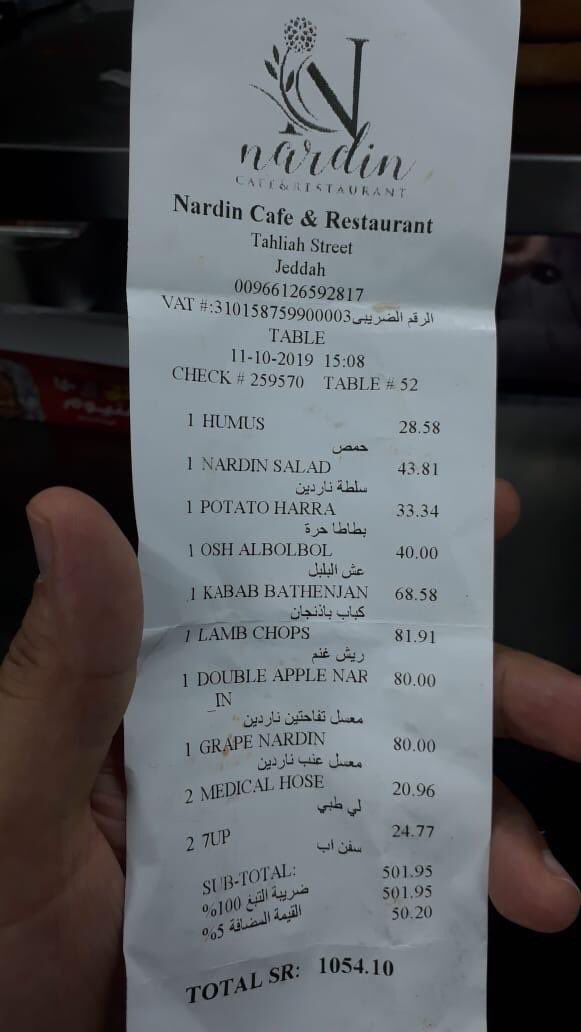 N
nardin
CAFE&RESTAURANT
Nardin Cafe & Restaurant
Tahliah Street
Jeddah
00966126592817
VAT #:310158759900003الرقم الضريبى
TABLE
11-10-2019 15:08
CHECK # 259570 TABLE # 52
1 HUMUS 28.58
حمص
1 NARDIN SALAD 43.81
سلطة ناردين
1 POTATO HARRA 33.34
بطاطا حرة
1 OSH ALBOLBOL 40.00
عش البلبل
1 KABAB BATHENJAN 68.58
كباب باذنجان
1 LAMB CHOPS 81.91
ريش غنم
1 DOUBLE APPLE NAR 80.00
_IN
معسل تفاحتين ناردين
1 GRAPE NARDIN 80.00
معسل عنب ناردين
2 MEDICAL HOSE 20.96
لي طبي
2 7UP 24.77
سفن اب
SUB-TOTAL: 501.95
ضريبة التبغ 100% 501.95
القيمة المضافة 5% 50.20
TOTAL SR: 1054.10